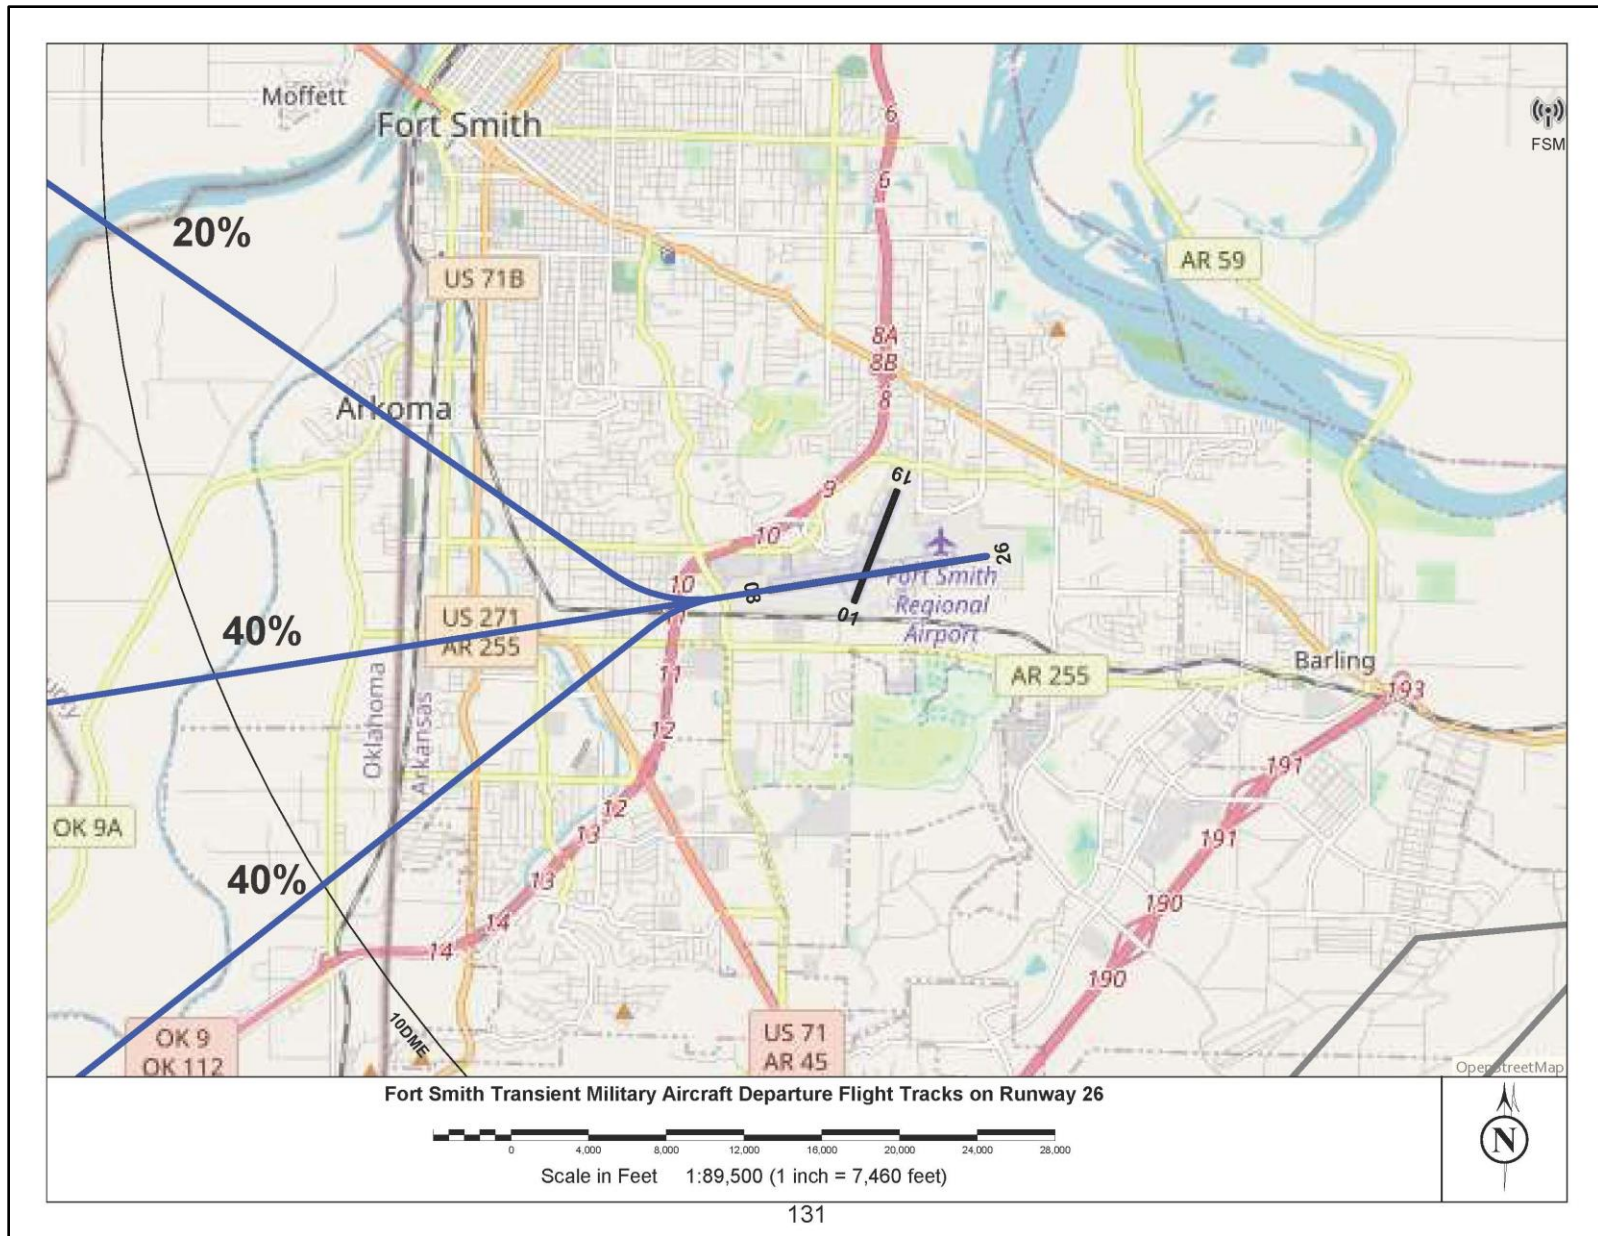 Moffett
Fort Smith
6
FSM
20%
6
AR 59
US 71B
8A
8B
8
Arkoma
19
9
10
26
10
08
Fort Smith
Regional
Airport
01
US 271
AR 255
40%
11
Barling
AR 255
193
Oklahoma
Arkansas
12
191
OK 9A
12
13
191
40%
13
190
14
14
190
10DME
OK 9
OK 112
US 71
AR 45
OpenStreetMap
Fort Smith Transient Military Aircraft Departure Flight Tracks on Runway 26
0 4,000 8,000 12,000 16,000 20,000 24,000 28,000
Scale in Feet 1:89,500 (1 inch = 7,460 feet)
N
131